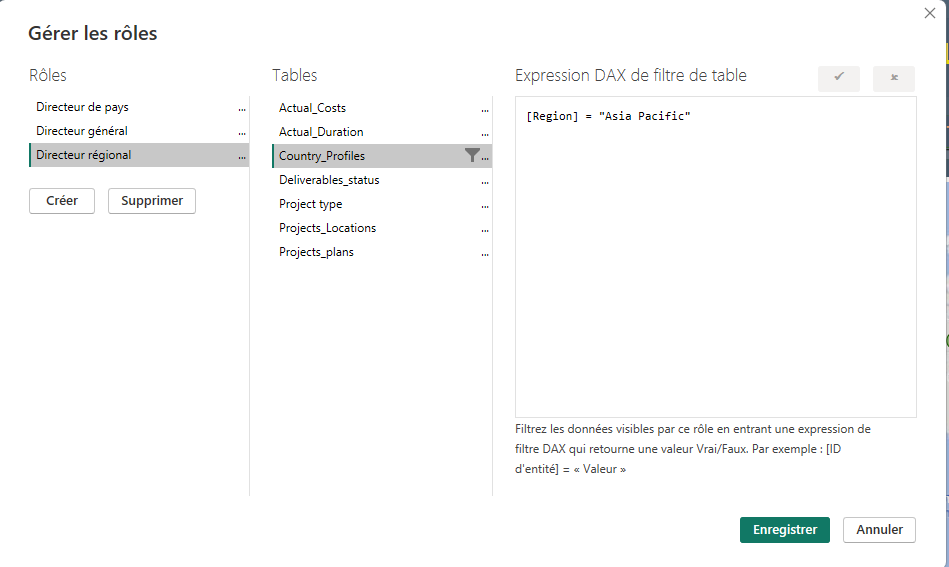 Gérer les rôles
Rôles
Directeur de pays ...
Directeur général ...
Directeur régional ...
Créer
Supprimer
Tables
Actual_Costs ...
Actual_Duration ...
Country_Profiles ...
Deliverables_status ...
Project type ...
Projects_Locations ...
Projects_plans ...
Expression DAX de filtre de table
[Region] = "Asia Pacific"
Filtrez les données visibles par ce rôle en entrant une expression de
filtre DAX qui retourne une valeur Vrai/Faux. Par exemple : [ID
d'entité] = « Valeur »
Enregistrer
Annuler